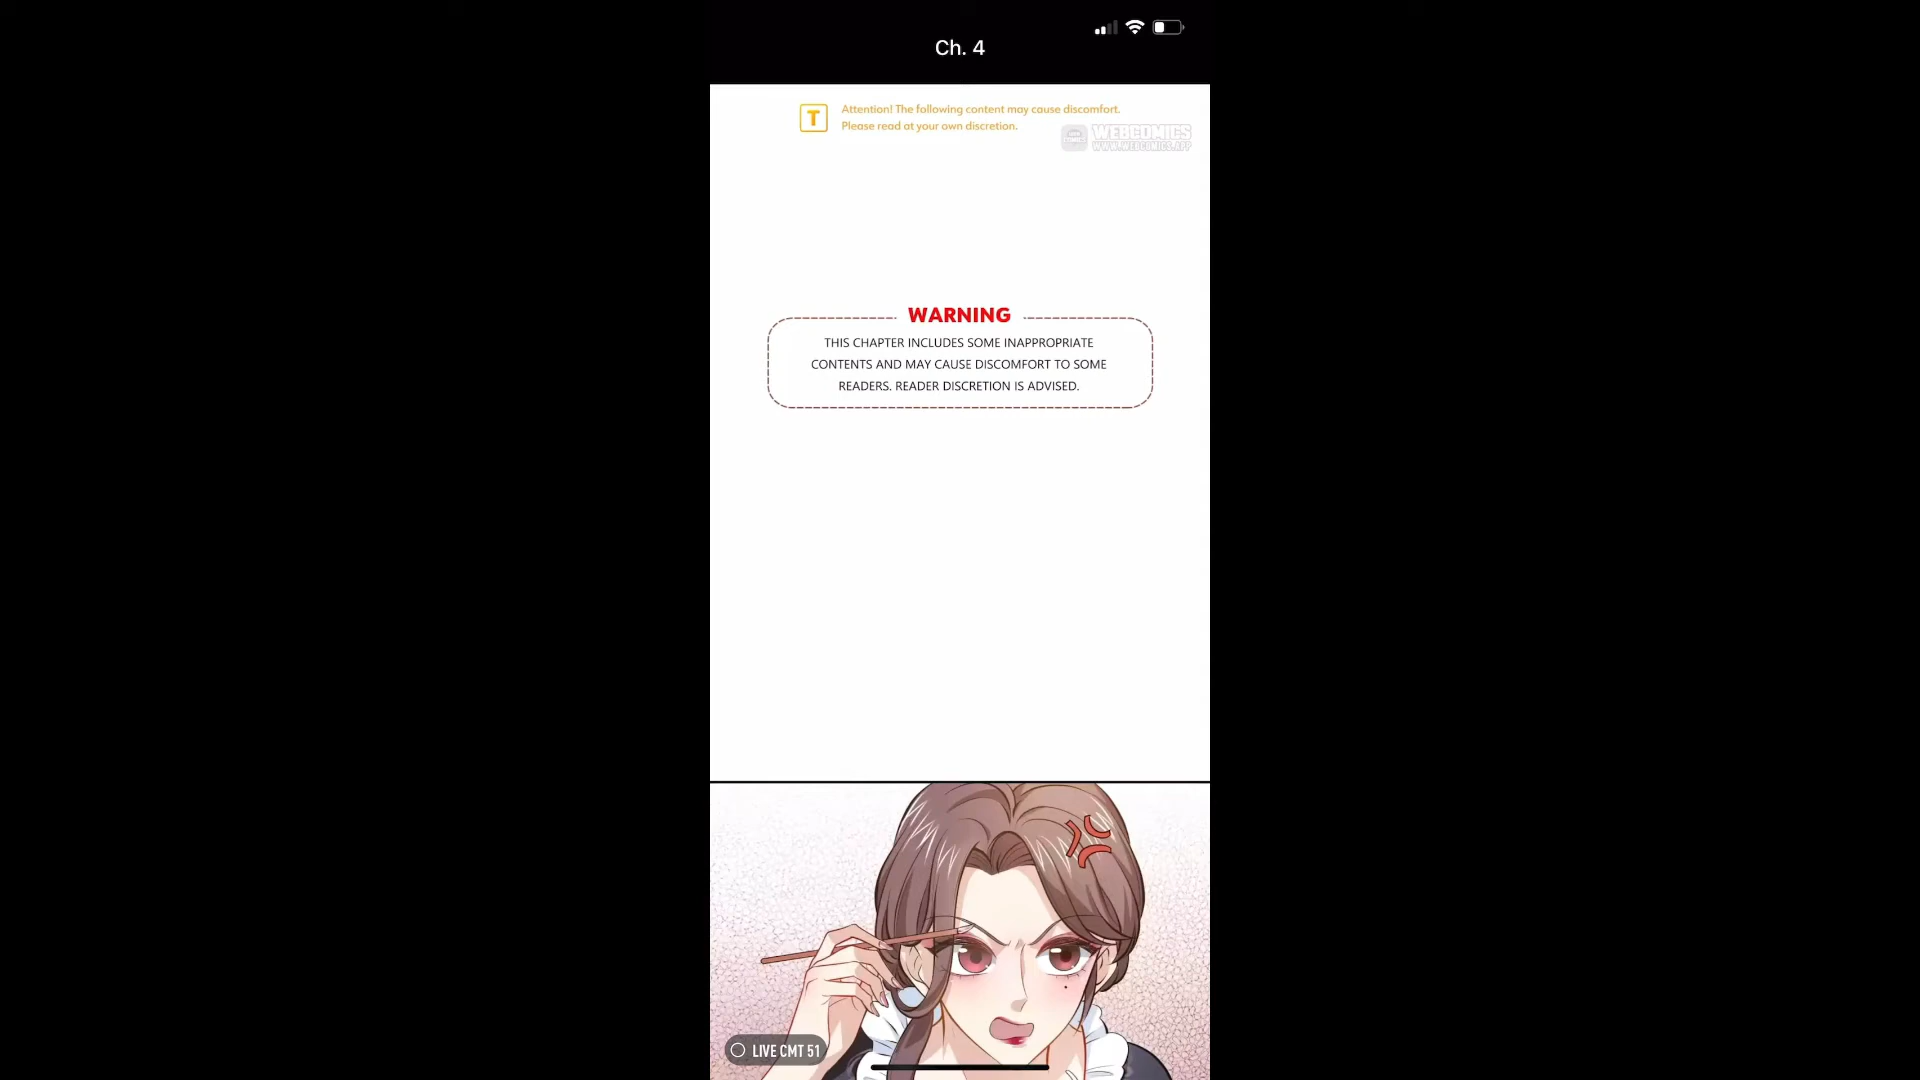 Ch. 4
T
Attention! The following content may cause discomfort.
Please read at your own discretion.
WEBCOMICS
WWW.WEBCOMICS.APP
WARNING
THIS CHAPTER INCLUDES SOME INAPPROPRIATE
CONTENTS AND MAY CAUSE DISCOMFORT TO SOME
READERS. READER DISCRETION IS ADVISED.
LIVE CMT 51